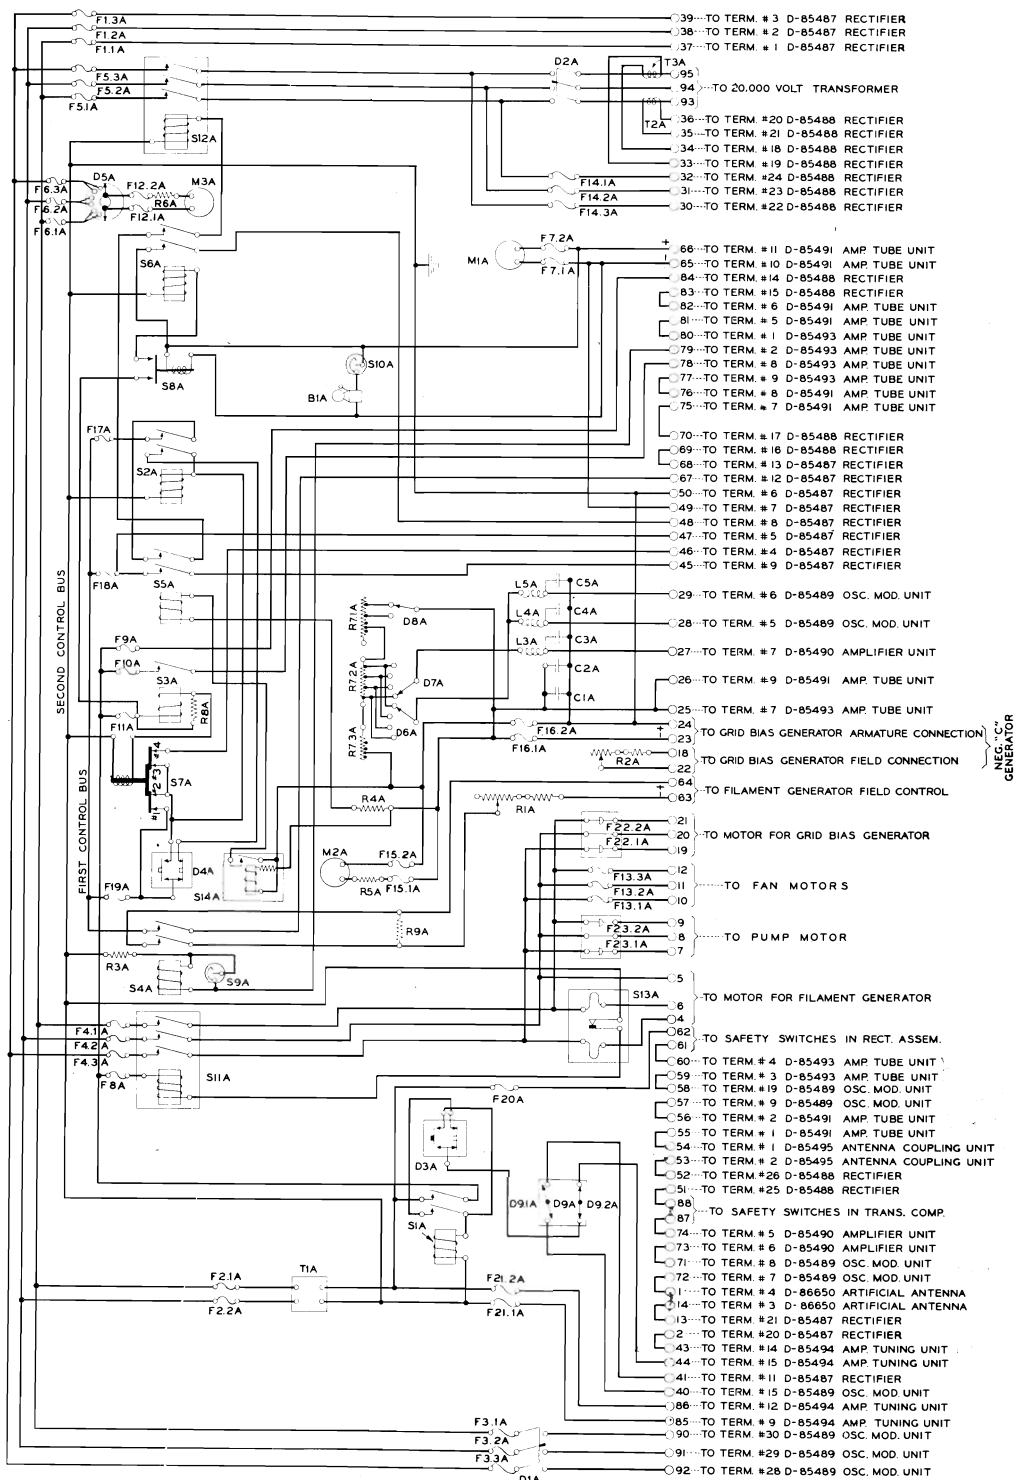 F1.3A
39---TO TERM. # 3 D-85487 RECTIFIER
F1.2A
38---TO TERM. # 2 D-85487 RECTIFIER
F1.1A
37---TO TERM. # 1 D-85487 RECTIFIER
D2A
T3A
F5.3A
F5.2A
F5.1A
95
94
93
TO 20,000 VOLT TRANSFORMER
S12A
T2A
36---TO TERM. #20 D-85488 RECTIFIER
35---TO TERM. #21 D-85488 RECTIFIER
34---TO TERM. #18 D-85488 RECTIFIER
33---TO TERM. #19 D-85488 RECTIFIER
32---TO TERM. #24 D-85488 RECTIFIER
31---TO TERM. #23 D-85488 RECTIFIER
30---TO TERM. #22 D-85488 RECTIFIER
F14.1A
F14.2A
F14.3A
D5A
F12.2A
M3A
F6.3A
R6A
F6.2A
F12.1A
F6.1A
S6A
F7.2A
M1A
F7.1A
+
66---TO TERM. #11 D-85491 AMP. TUBE UNIT
65---TO TERM. #10 D-85491 AMP. TUBE UNIT
84---TO TERM. #14 D-85488 RECTIFIER
83---TO TERM. #15 D-85488 RECTIFIER
82---TO TERM. # 6 D-85491 AMP. TUBE UNIT
81---TO TERM. # 5 D-85491 AMP. TUBE UNIT
80---TO TERM. # 1 D-85493 AMP. TUBE UNIT
79---TO TERM. # 2 D-85493 AMP. TUBE UNIT
78---TO TERM. # 8 D-85493 AMP. TUBE UNIT
77---TO TERM. # 9 D-85493 AMP. TUBE UNIT
76---TO TERM. # 8 D-85491 AMP. TUBE UNIT
75---TO TERM. # 7 D-85491 AMP. TUBE UNIT
S10A
S8A
B1A
F17A
S2A
70---TO TERM. # 17 D-85488 RECTIFIER
69---TO TERM. # 16 D-85488 RECTIFIER
68---TO TERM. # 13 D-85487 RECTIFIER
67---TO TERM. # 12 D-85487 RECTIFIER
50---TO TERM. # 6 D-85487 RECTIFIER
49---TO TERM. # 7 D-85487 RECTIFIER
48---TO TERM. # 8 D-85487 RECTIFIER
47---TO TERM. # 5 D-85487 RECTIFIER
46---TO TERM. # 4 D-85487 RECTIFIER
45---TO TERM. # 9 D-85487 RECTIFIER
F18A
S5A
SECOND CONTROL BUS
L5A
C5A
29---TO TERM. #6 D-85489 OSC. MOD. UNIT
R7.1A
D8A
L4A
C4A
28---TO TERM. #5 D-85489 OSC. MOD. UNIT
L3A
C3A
27---TO TERM. #7 D-85490 AMPLIFIER UNIT
F9A
F10A
S3A
R7.2A
D7A
C2A
26---TO TERM. #9 D-85491 AMP. TUBE UNIT
R8A
C1A
25---TO TERM. # 7 D-85493 AMP. TUBE UNIT
F11A
R7.3A
D6A
F16.2A
F16.1A
24
+
23
TO GRID BIAS GENERATOR ARMATURE CONNECTION
R2A
18
22
TO GRID BIAS GENERATOR FIELD CONNECTION
NEG. "C"
GENERATOR
64
+
63
TO FILAMENT GENERATOR FIELD CONTROL
#4
#3
2
#1
S7A
R4A
R1A
FIRST CONTROL BUS
21
F22.2A
20
F22.1A
19
TO MOTOR FOR GRID BIAS GENERATOR
M2A
F15.2A
R5A
F15.1A
D4A
S14A
F19A
12
F13.3A
11
F13.2A
10
F13.1A
TO FAN MOTORS
R9A
9
F23.2A
8
F23.1A
7
TO PUMP MOTOR
R3A
S4A
S9A
5
S13A
6
4
TO MOTOR FOR FILAMENT GENERATOR
F4.1A
F4.2A
F4.3A
F8A
S11A
62
61
TO SAFETY SWITCHES IN RECT. ASSEM.
60---TO TERM. # 4 D-85493 AMP. TUBE UNIT
59---TO TERM. # 3 D-85493 AMP. TUBE UNIT
58---TO TERM. #19 D-85489 OSC. MOD. UNIT
57---TO TERM. # 9 D-85489 OSC. MOD. UNIT
56---TO TERM. # 2 D-85491 AMP. TUBE UNIT
55---TO TERM. # 1 D-85491 AMP. TUBE UNIT
54---TO TERM. # 1 D-85495 ANTENNA COUPLING UNIT
53---TO TERM. # 2 D-85495 ANTENNA COUPLING UNIT
52---TO TERM. #26 D-85488 RECTIFIER
51---TO TERM. #25 D-85488 RECTIFIER
F20A
D3A
D9.1A
D9A
D9.2A
S1A
88
87
TO SAFETY SWITCHES IN TRANS. COMP.
74---TO TERM. # 5 D-85490 AMPLIFIER UNIT
73---TO TERM. # 6 D-85490 AMPLIFIER UNIT
71---TO TERM. # 8 D-85489 OSC. MOD. UNIT
72---TO TERM. # 7 D-85489 OSC. MOD. UNIT
1---TO TERM. #4 D-86650 ARTIFICIAL ANTENNA
14---TO TERM. # 3 D-86650 ARTIFICIAL ANTENNA
13---TO TERM. #21 D-85487 RECTIFIER
2---TO TERM. #20 D-85487 RECTIFIER
43---TO TERM. #14 D-85494 AMP. TUNING UNIT
44---TO TERM. #15 D-85494 AMP. TUNING UNIT
41---TO TERM. #11 D-85487 RECTIFIER
40---TO TERM. #15 D-85489 OSC. MOD. UNIT
86---TO TERM. #12 D-85494 AMP. TUNING UNIT
85---TO TERM. # 9 D-85494 AMP. TUNING UNIT
90---TO TERM. #30 D-85489 OSC. MOD. UNIT
91---TO TERM. #29 D-85489 OSC. MOD. UNIT
92---TO TERM. #28 D-85489 OSC. MOD. UNIT
F2.1A
T1A
F21.2A
F2.2A
F21.1A
F3.1A
F3.2A
F3.3A
D1A